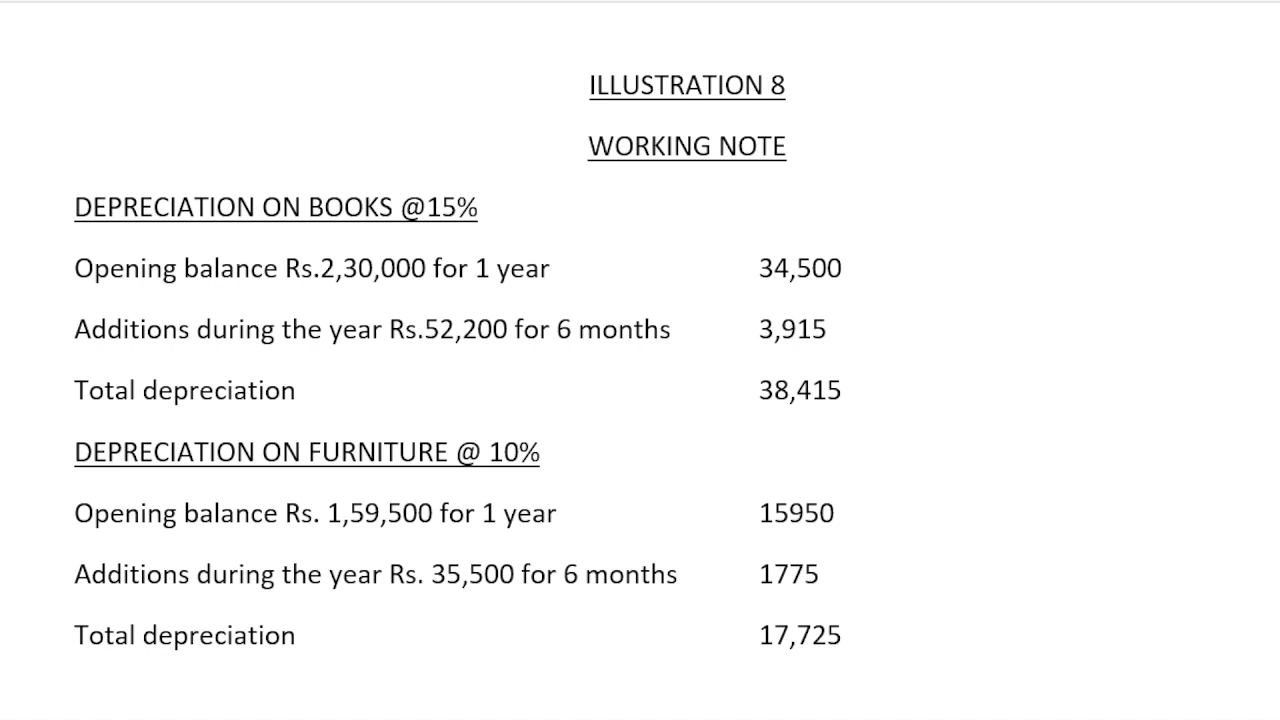 ILLUSTRATION 8
WORKING NOTE
DEPRECIATION ON BOOKS @15%
Opening balance Rs.2,30,000 for 1 year 34,500
Additions during the year Rs.52,200 for 6 months 3,915
Total depreciation 38,415
DEPRECIATION ON FURNITURE @ 10%
Opening balance Rs. 1,59,500 for 1 year 15950
Additions during the year Rs. 35,500 for 6 months 1775
Total depreciation 17,725